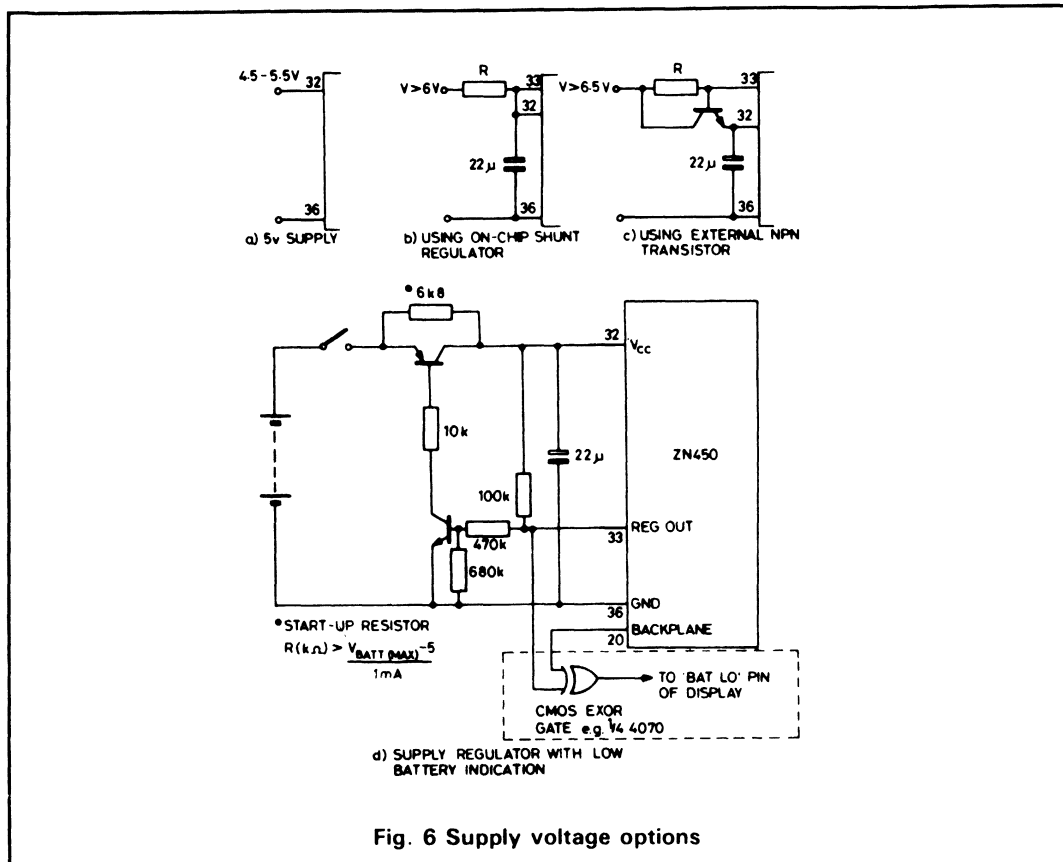 4.5-5.5V
32
36
a) 5v SUPPLY
V>6V
R
33
32
22μ
36
b) USING ON-CHIP SHUNT
REGULATOR
V>6.5V
R
33
32
22μ
36
c) USING EXTERNAL NPN
TRANSISTOR
•6k8
32
VCC
10k
22μ
ZN450
100k
REG OUT
33
470k
680k
GND
36
BACKPLANE
20
•START-UP RESISTOR
R(kΩ) > VBATT(MAX)-5
1mA
TO 'BAT LO' PIN
OF DISPLAY
CMOS EXOR
GATE e.g. 1/4 4070
d) SUPPLY REGULATOR WITH LOW
BATTERY INDICATION
Fig. 6 Supply voltage options